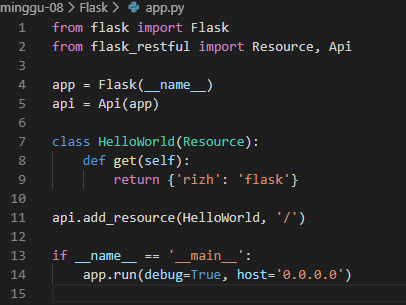 minggu-08 > Flask > app.py
1 from flask import Flask
2 from flask_restful import Resource, Api
3
4 app = Flask(__name__)
5 api = Api(app)
6
7 class HelloWorld(Resource):
8     def get(self):
9         return {'rizh': 'flask'}
10
11 api.add_resource(HelloWorld, '/')
12
13 if __name__ == '__main__':
14     app.run(debug=True, host='0.0.0.0')
15